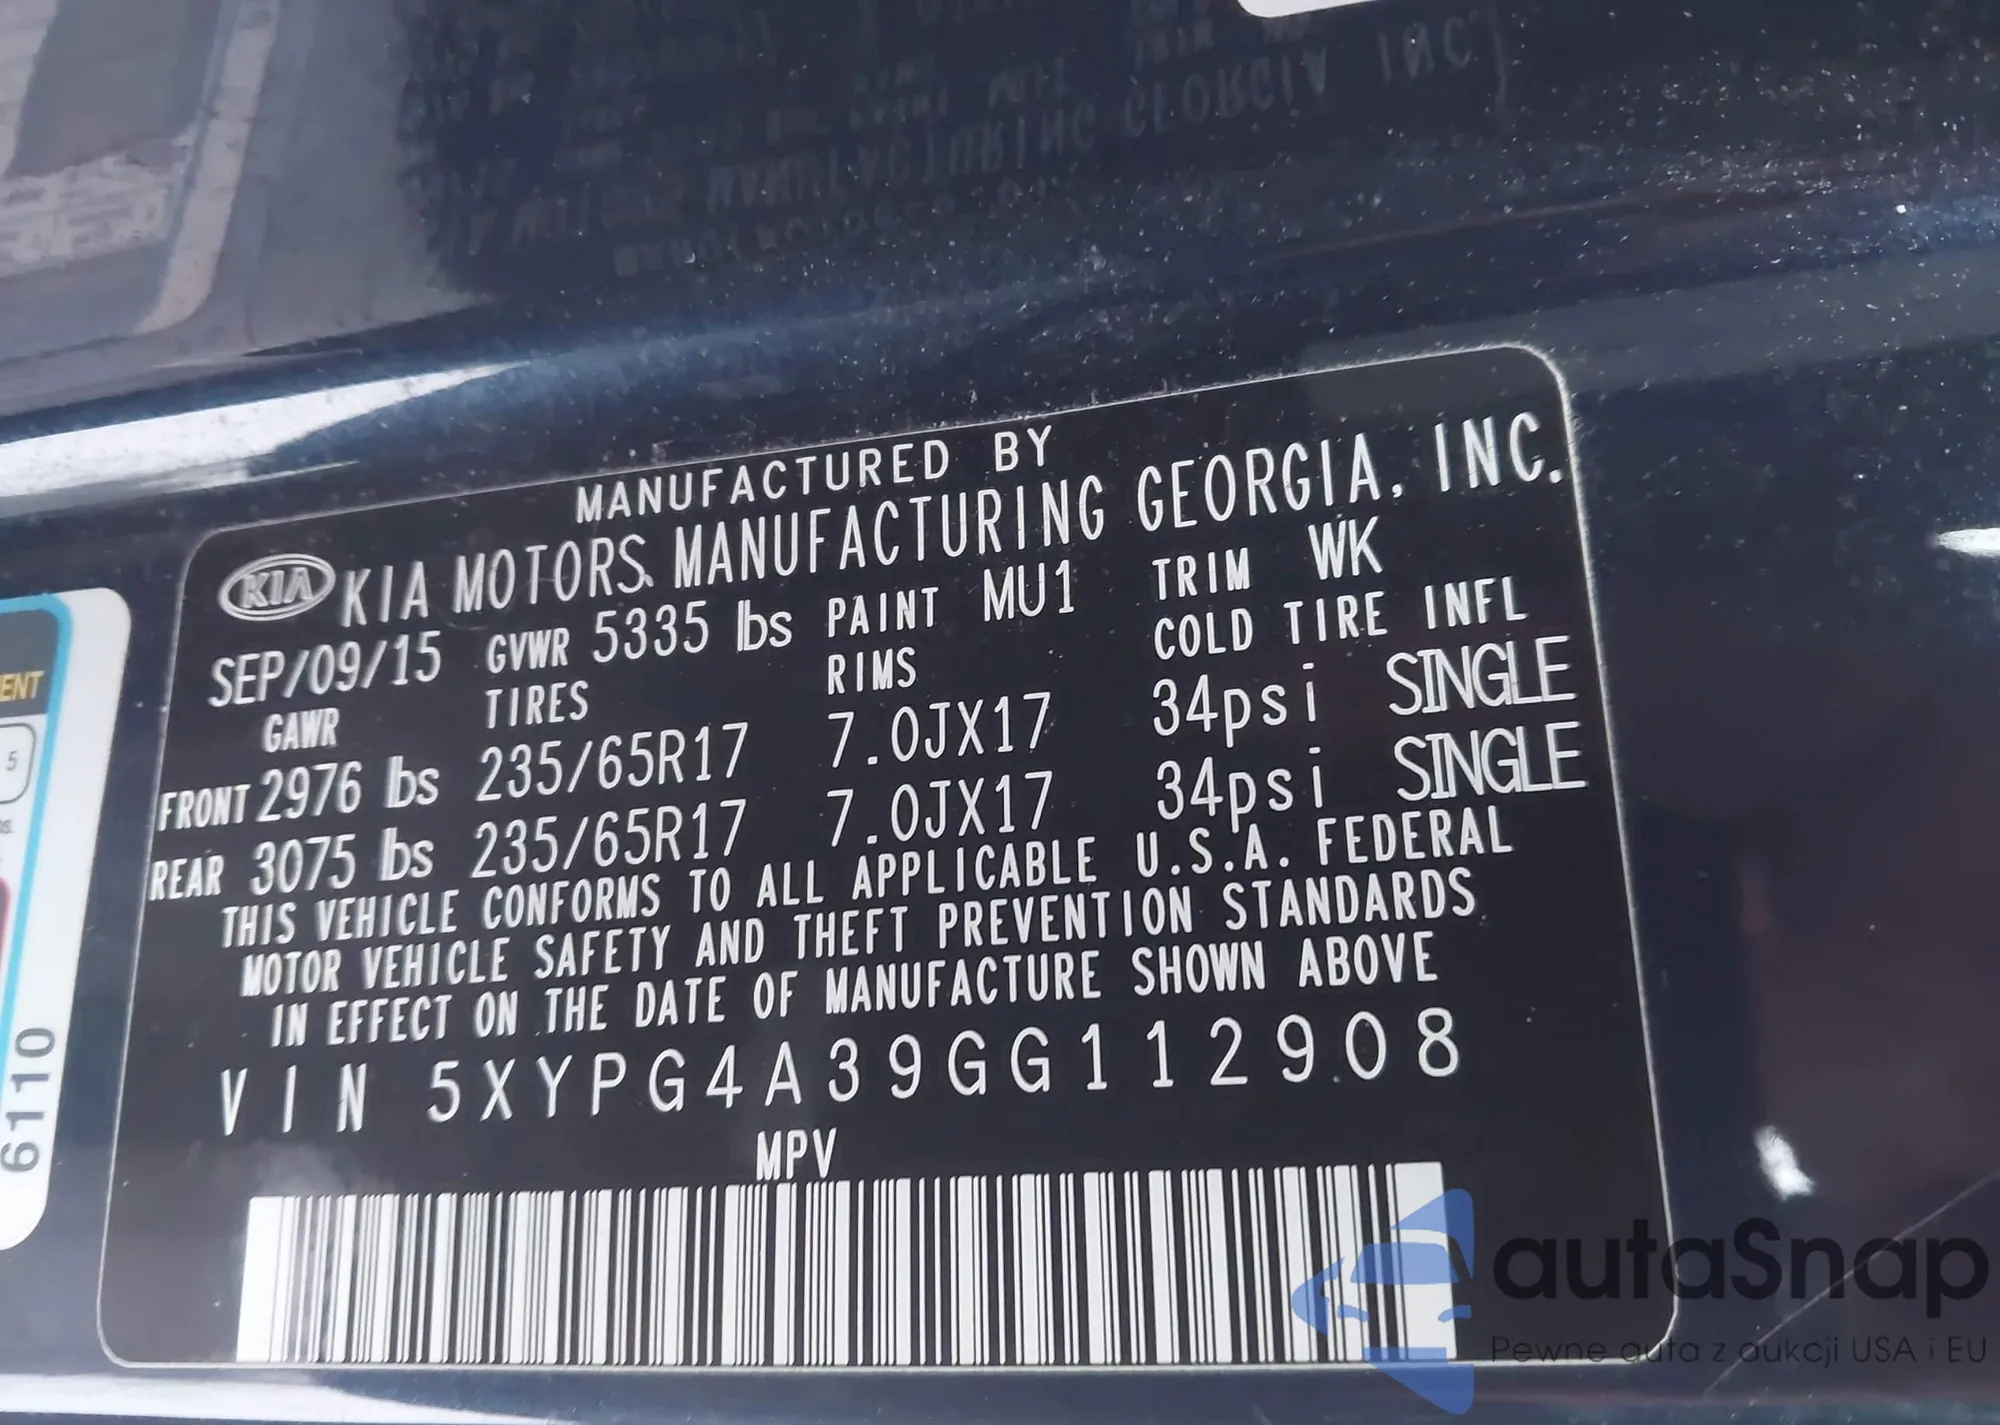 MANUFACTURED BY
KIA KIA MOTORS MANUFACTURING GEORGIA, INC.
SEP/09/15 GVWR 5335 lbs PAINT MU1 TRIM WK
GAWR TIRES RIMS COLD TIRE INFL
FRONT 2976 lbs 235/65R17 7.0JX17 34psi SINGLE
REAR 3075 lbs 235/65R17 7.0JX17 34psi SINGLE
THIS VEHICLE CONFORMS TO ALL APPLICABLE U.S.A. FEDERAL
MOTOR VEHICLE SAFETY AND THEFT PREVENTION STANDARDS
IN EFFECT ON THE DATE OF MANUFACTURE SHOWN ABOVE
VIN 5XYPG4A39GG112908
MPV
5
6110
autaSnap
Pewne auta z aukcji USA i EU